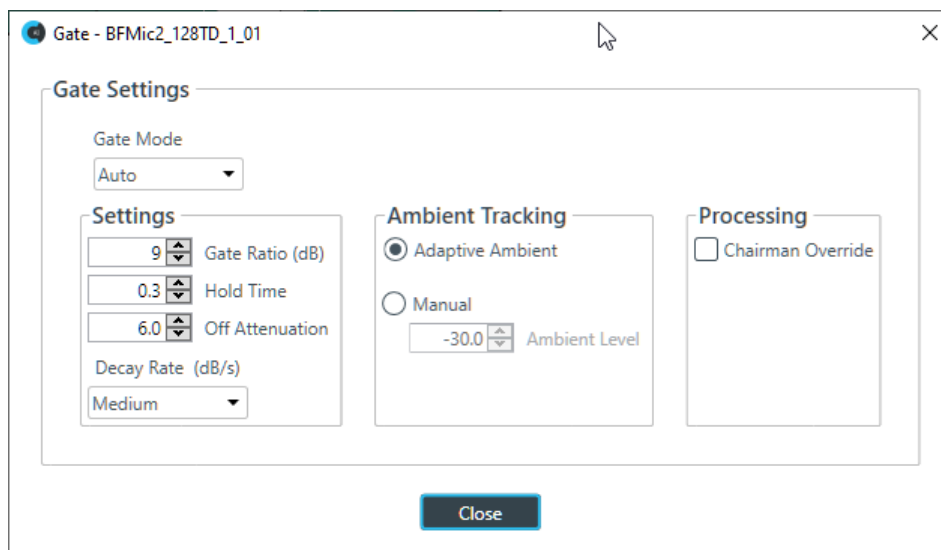 Gate - BFMic2_128TD_1_01
Gate Settings
Gate Mode
Auto
Settings
9 Gate Ratio (dB)
0.3 Hold Time
6.0 Off Attenuation
Decay Rate (dB/s)
Medium
Ambient Tracking
Adaptive Ambient
Manual
-30.0 Ambient Level
Processing
Chairman Override
Close